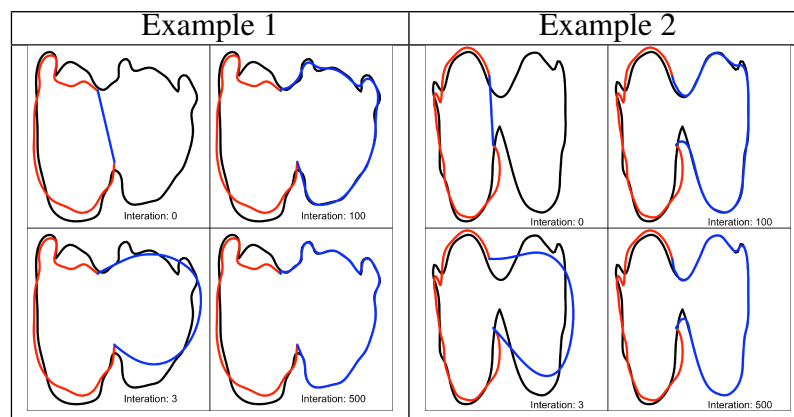 Example 1 Example 2
Interation: 0 Interation: 100 Interation: 0 Interation: 100
Interation: 3 Interation: 500 Interation: 3 Interation: 500